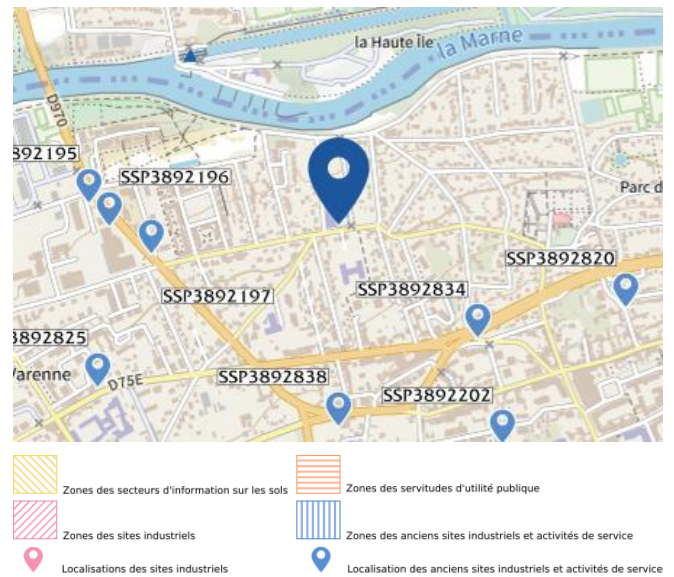 la Haute Île
la Marne
D970
3892195
SSP3892196
Parc d
SSP3892820
SSP3892197
SSP3892834
3892825
Varenne
D75E
SSP3892838
SSP3892202
Zones des secteurs d'information sur les sols
Zones des servitudes d'utilité publique
Zones des sites industriels
Zones des anciens sites industriels et activités de service
Localisations des sites industriels
Localisation des anciens sites industriels et activités de service